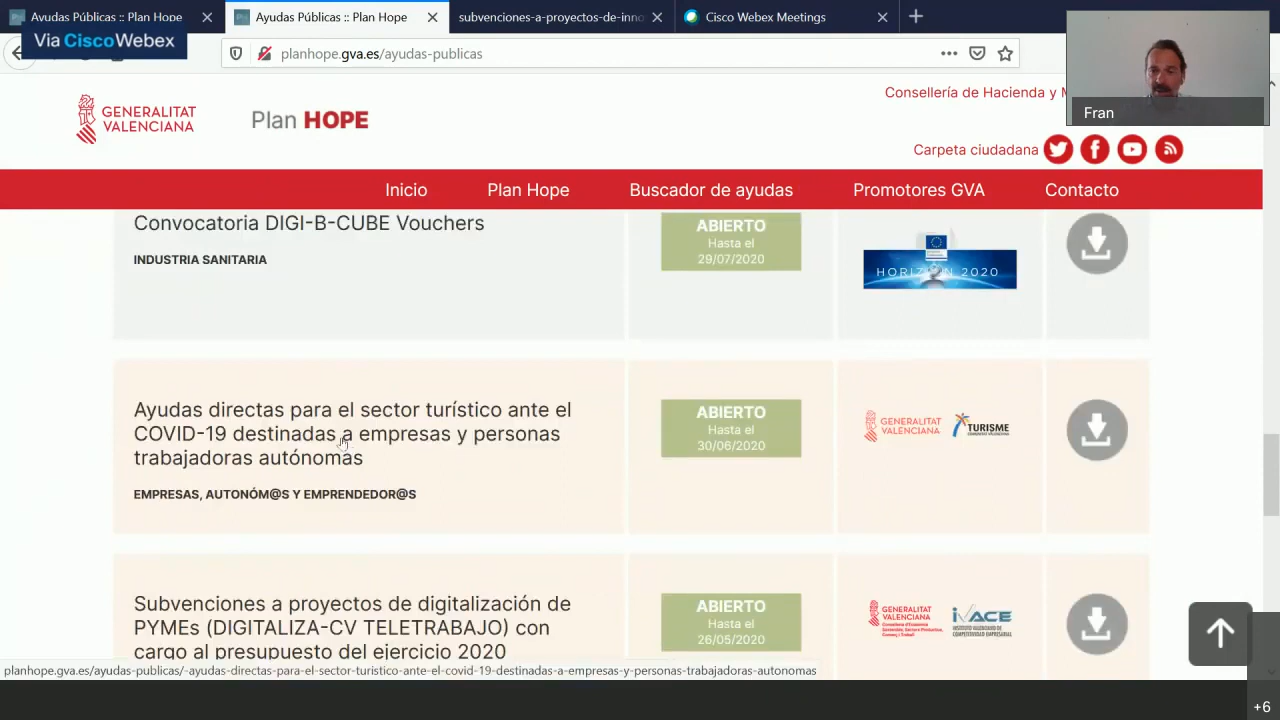 Ayudas Públicas :: Plan Hope
Ayudas Públicas :: Plan Hope
subvenciones-a-proyectos-de-inno
Cisco Webex Meetings
Via CiscoWebex
planhope.gva.es/ayudas-publicas
Fran
GENERALITAT
VALENCIANA
Plan HOPE
Consellería de Hacienda y M
Carpeta ciudadana
Inicio
Plan Hope
Buscador de ayudas
Promotores GVA
Contacto
Convocatoria DIGI-B-CUBE Vouchers
INDUSTRIA SANITARIA
ABIERTO
Hasta el
29/07/2020
HORIZON 2020
Ayudas directas para el sector turístico ante el
COVID-19 destinadas a empresas y personas
trabajadoras autónomas
EMPRESAS, AUTONÓM@S Y EMPRENDEDOR@S
ABIERTO
Hasta el
30/06/2020
GENERALITAT
VALENCIANA
TURISME
Subvenciones a proyectos de digitalización de
PYMEs (DIGITALIZA-CV TELETRABAJO) con
cargo al presupuesto del ejercicio 2020
ABIERTO
Hasta el
26/05/2020
GENERALITAT
VALENCIANA
IVACE
INSTITUTO VALENCIANO DE
COMPETITIVIDAD EMPRESARIAL
planhope.gva.es/ayudas-publicas/-ayudas-directas-para-el-sector-turistico-ante-el-covid-19-destinadas-a-empresas-y-personas-trabajadoras-autonomas
+6